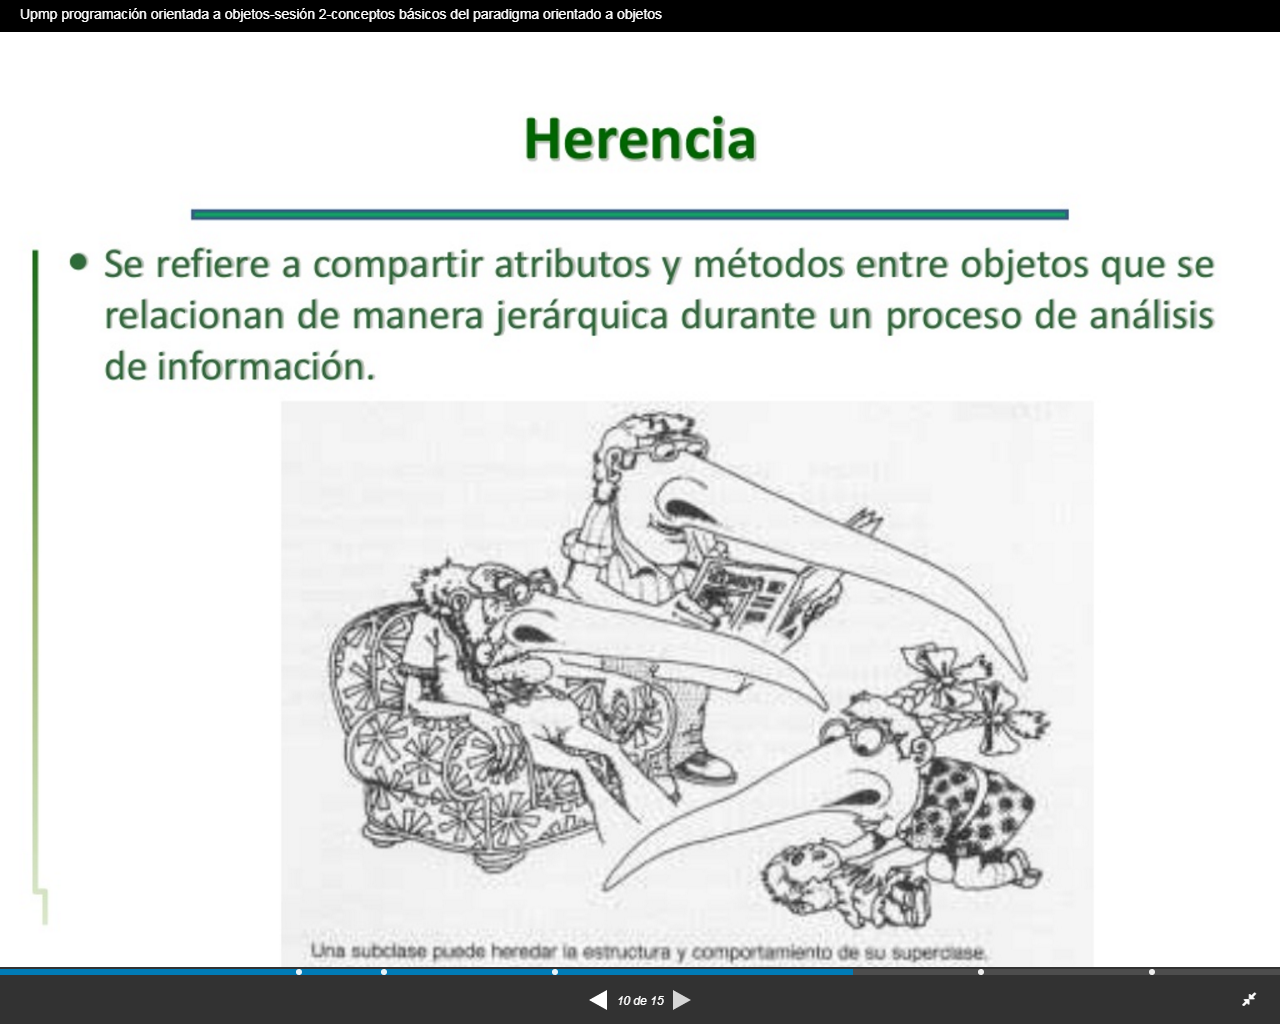 Upmp programación orientada a objetos-sesión 2-conceptos básicos del paradigma orientado a objetos
Herencia
• Se refiere a compartir atributos y métodos entre objetos que se
relacionan de manera jerárquica durante un proceso de análisis
de información.
Una subclase puede heredar la estructura y comportamiento de su superclase.
10 de 15